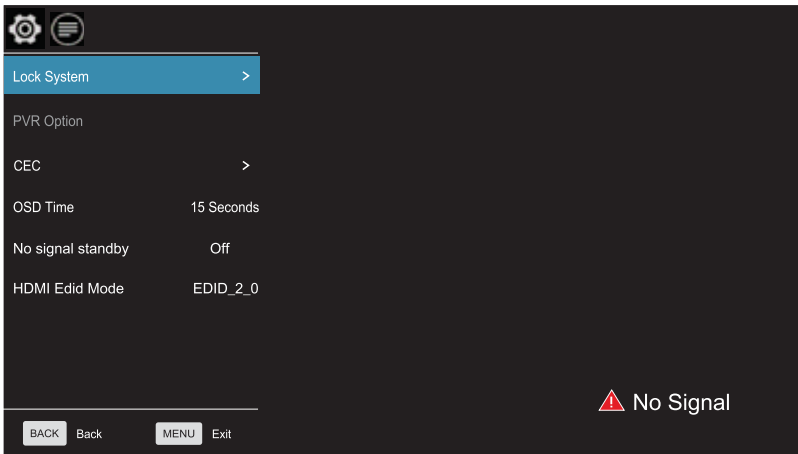 Lock System >
PVR Option
CEC >
OSD Time 15 Seconds
No signal standby Off
HDMI Edid Mode EDID_2_0
No Signal
BACK Back MENU Exit